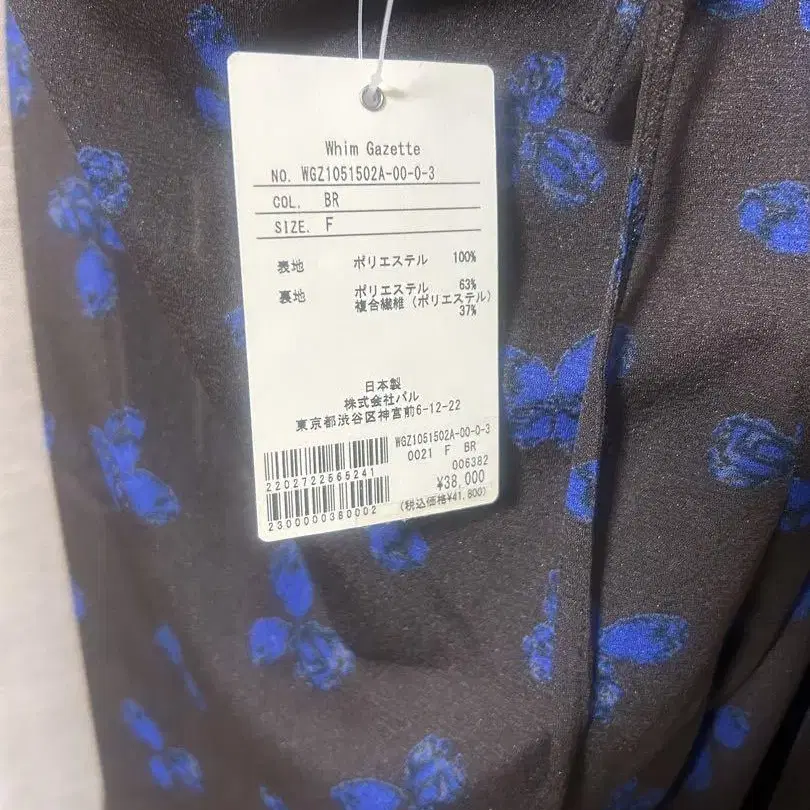 Whim Gazette
NO. WGZ1051502A-00-0-3
COL. BR
SIZE. F
表地 ポリエステル 100%
裏地 ポリエステル 63%
複合繊維（ポリエステル）
37%
日本製
株式会社パル
東京都渋谷区神宮前6-12-22
WGZ1051502A-00-0-3
0021 F BR
2202722565241
006382
¥38,000
2300000380002
(税込価格¥41,800)